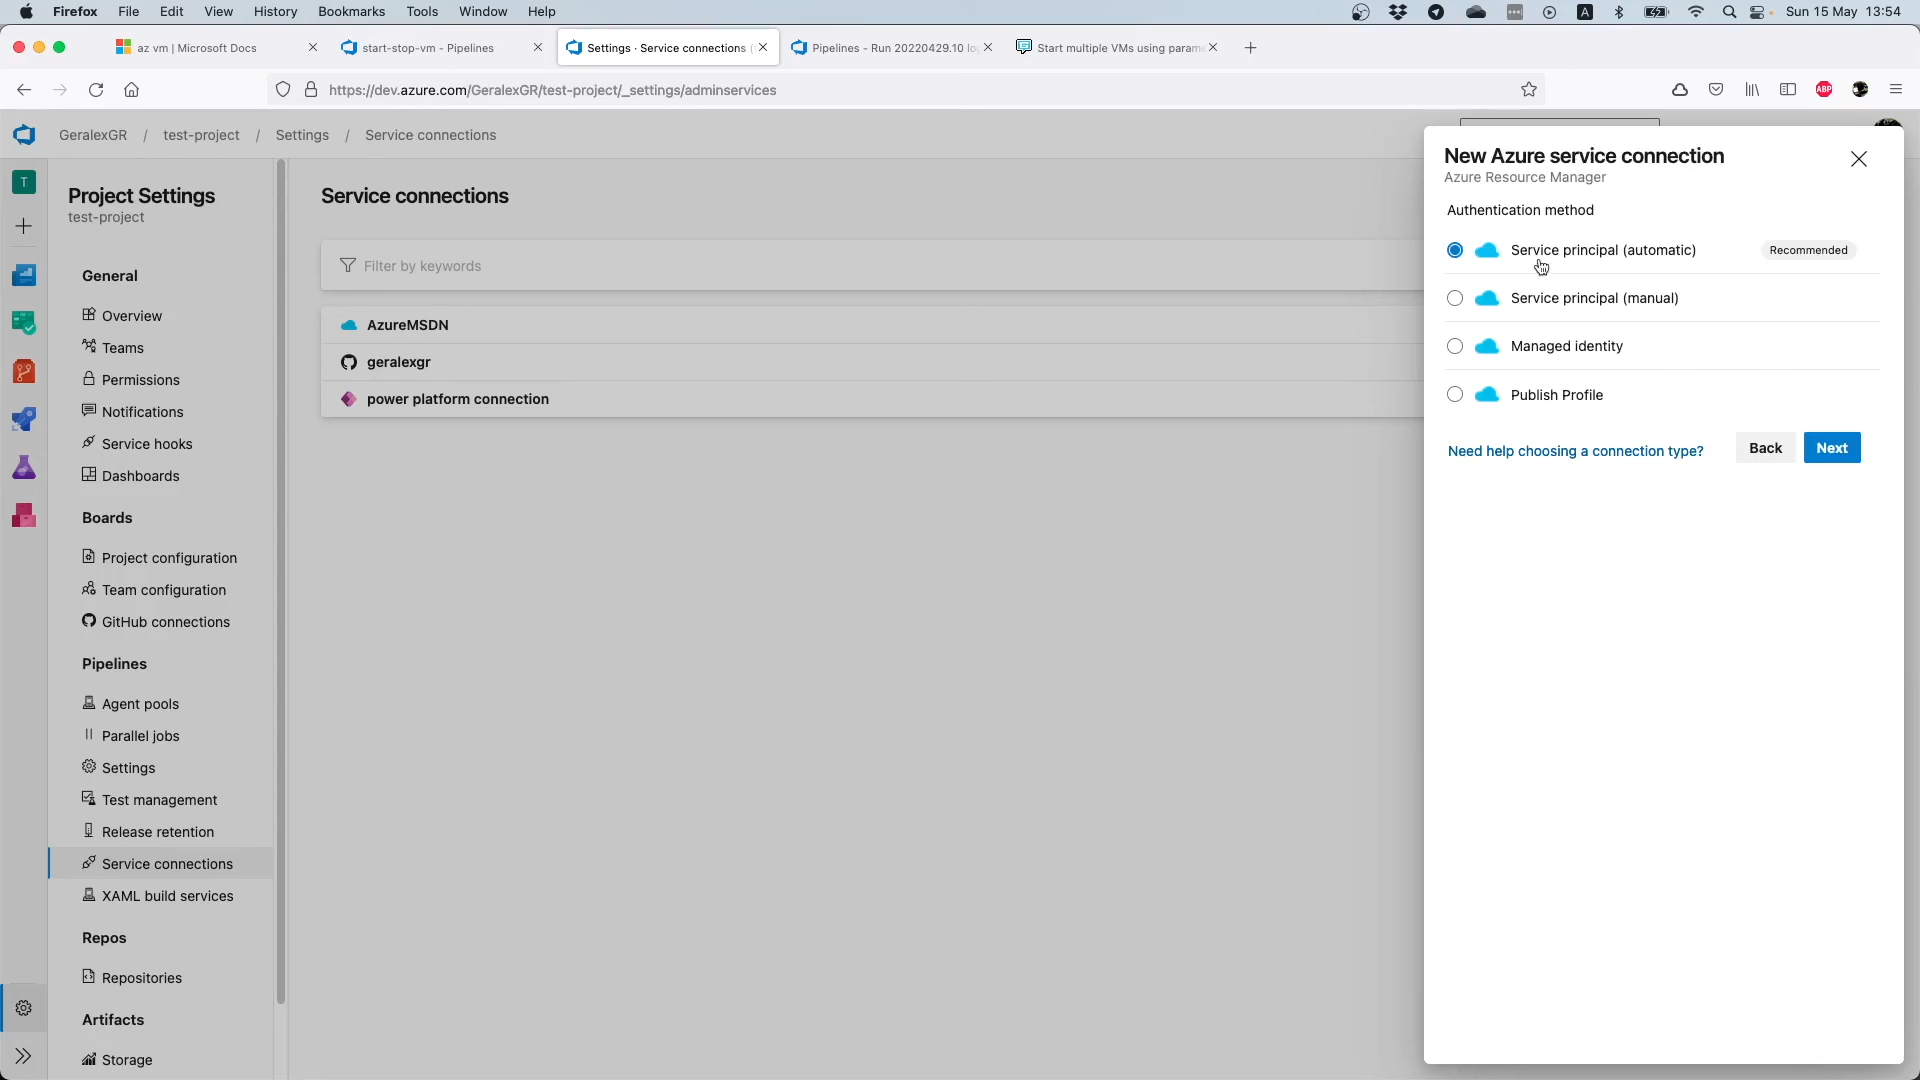 Firefox File Edit View History Bookmarks Tools Window Help A Sun 15 May 13:54
az vm | Microsoft Docs start-stop-vm - Pipelines Settings · Service connections ( Pipelines - Run 20220429.10 lo Start multiple VMs using param
https://dev.azure.com/GeralexGR/test-project/_settings/adminservices ABP
GeralexGR / test-project / Settings / Service connections
T
Project Settings
test-project
General
Overview
Teams
Permissions
Notifications
Service hooks
Dashboards
Boards
Project configuration
Team configuration
GitHub connections
Pipelines
Agent pools
Parallel jobs
Settings
Test management
Release retention
Service connections
XAML build services
Repos
Repositories
Artifacts
Storage
Service connections
Filter by keywords
AzureMSDN
geralexgr
power platform connection
New Azure service connection
Azure Resource Manager
Authentication method
Service principal (automatic) Recommended
Service principal (manual)
Managed identity
Publish Profile
Need help choosing a connection type? Back Next